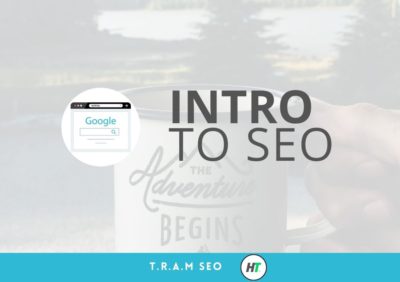 Google
INTRO
TO SEO
THE
Adventure
BEGINS
T.R.A.M SEO
HT